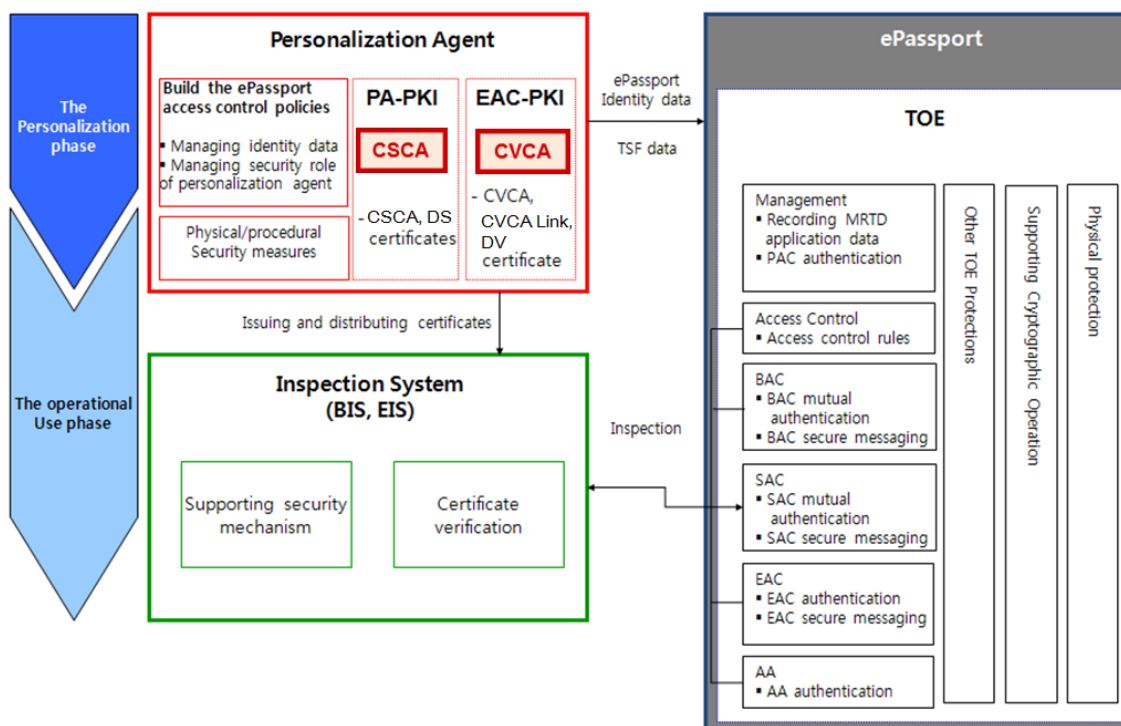 The
Personalization
phase
The operational
Use phase
Personalization Agent
Build the ePassport
access control policies
▪ Managing identity data
▪ Managing security role
of personalization agent
Physical/procedural
Security measures
PA-PKI
CSCA
- CSCA, DS
certificates
EAC-PKI
CVCA
- CVCA,
CVCA Link,
DV
certificate
Issuing and distributing certificates
Inspection System
(BIS, EIS)
Supporting security
mechanism
Certificate
verification
ePassport
Identity data
TSF data
Inspection
ePassport
TOE
Management
▪ Recording MRTD
application data
▪ PAC authentication
Access Control
▪ Access control rules
BAC
▪ BAC mutual
authentication
▪ BAC secure messaging
SAC
▪ SAC mutual
authentication
▪ SAC secure messaging
EAC
▪ EAC authentication
▪ EAC secure messaging
AA
▪ AA authentication
Other TOE Protections
Supporting Cryptographic Operation
Physical protection